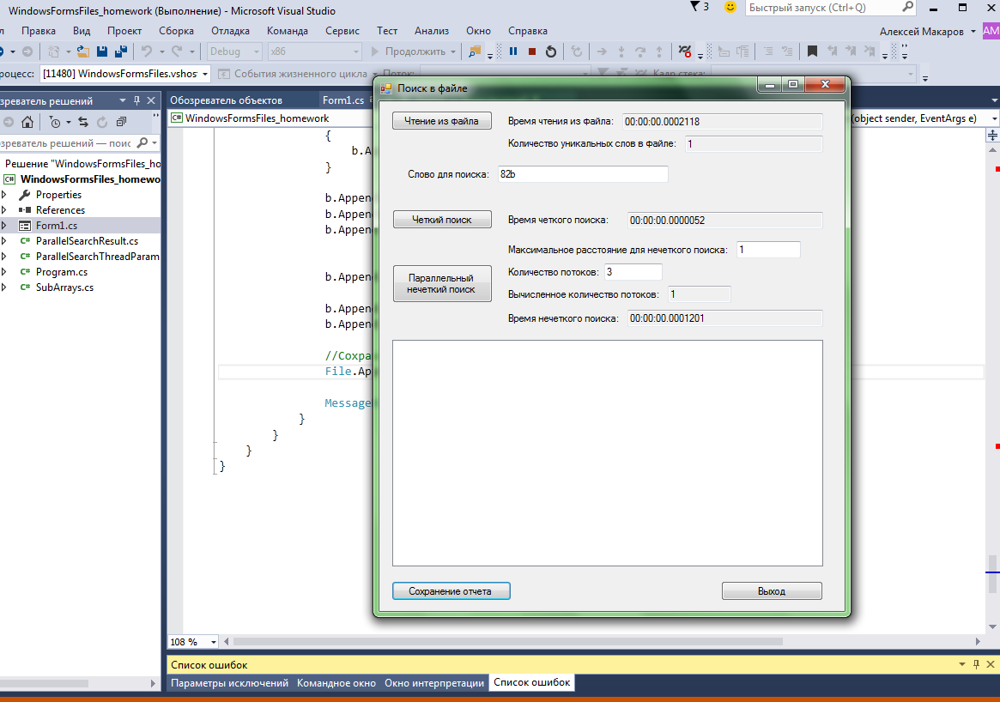 WindowsFormsFiles_homework (Выполнение) - Microsoft Visual Studio
3
Быстрый запуск (Ctrl+Q)
Правка Вид Проект Сборка Отладка Команда Сервис Тест Анализ Окно Справка
Алексей Макаров
AM
Debug x86 Продолжить
роцесс: [11480] WindowsFormsFiles.vshos События жизненного цикла Поток: Кадр стека:
зреватель решений
Обозреватель объектов Form1.cs
WindowsFormsFiles_homework
(object sender, EventArgs e)
зреватель решений — поис
Решение "WindowsFormsFiles_ho
WindowsFormsFiles_homewo
Properties
References
Form1.cs
ParallelSearchResult.cs
ParallelSearchThreadParam
Program.cs
SubArrays.cs
{
b.A
}
b.Appen
b.Appen
b.Appen
b.Appen
b.Appen
b.Appen
//Сохра
File.Ap
Message
}
}
}
}
Поиск в файле
Чтение из файла
Время чтения из файла: 00:00:00.0002118
Количество уникальных слов в файле: 1
Слово для поиска: 82b
Четкий поиск
Время четкого поиска: 00:00:00.0000052
Максимальное расстояние для нечеткого поиска: 1
Параллельный
нечеткий поиск
Количество потоков: 3
Вычисленное количество потоков: 1
Время нечеткого поиска: 00:00:00.0001201
Сохранение отчета
Выход
108 %
Список ошибок
Параметры исключений Командное окно Окно интерпретации Список ошибок